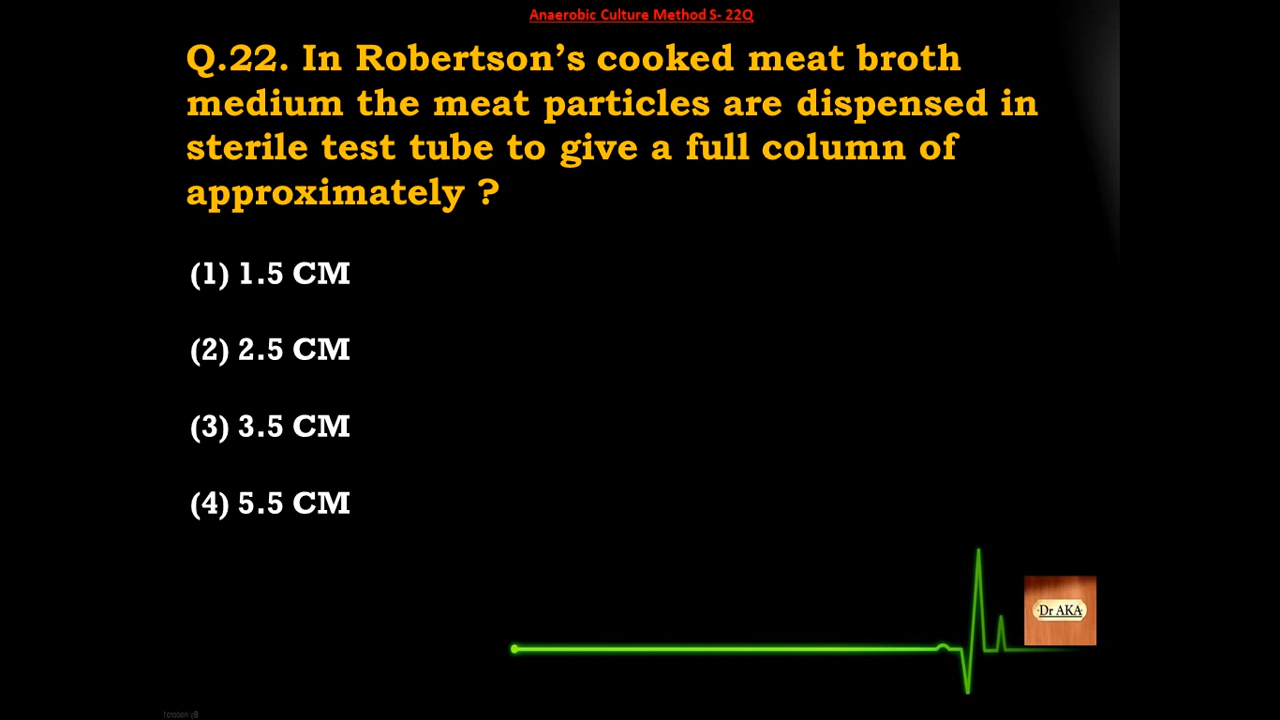 Anaerobic Culture Method S- 22Q
Q.22. In Robertson's cooked meat broth
medium the meat particles are dispensed in
sterile test tube to give a full column of
approximately ?
(1) 1.5 CM
(2) 2.5 CM
(3) 3.5 CM
(4) 5.5 CM
Dr AKA